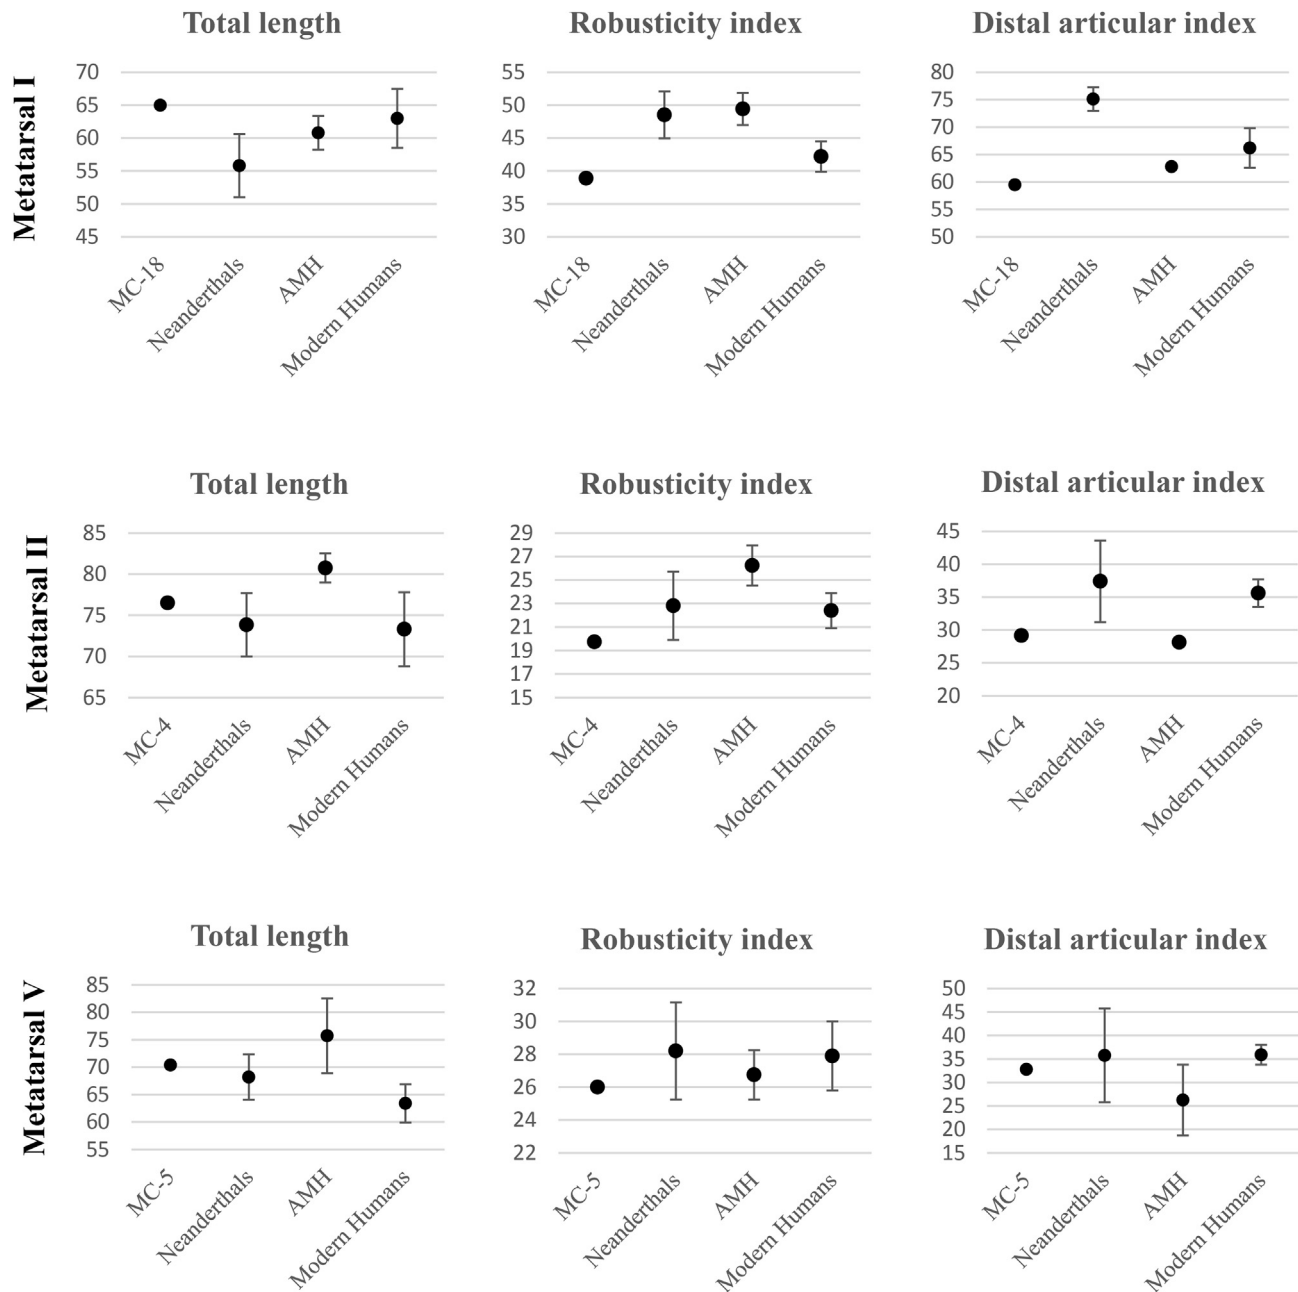 Total length
Robusticity index
Distal articular index
Metatarsal I
70
65
60
55
50
45
MC-18
Neanderthals
AMH
Modern Humans
55
50
45
40
35
30
MC-18
Neanderthals
AMH
Modern Humans
80
75
70
65
60
55
50
MC-18
Neanderthals
AMH
Modern Humans
Total length
Robusticity index
Distal articular index
Metatarsal II
85
80
75
70
65
MC-4
Neanderthals
AMH
Modern Humans
29
27
25
23
21
19
17
15
MC-4
Neanderthals
AMH
Modern Humans
45
40
35
30
25
20
MC-4
Neanderthals
AMH
Modern Humans
Total length
Robusticity index
Distal articular index
Metatarsal V
85
80
75
70
65
60
55
MC-5
Neanderthals
AMH
Modern Humans
32
30
28
26
24
22
MC-5
Neanderthals
AMH
Modern Humans
50
45
40
35
30
25
20
15
MC-5
Neanderthals
AMH
Modern Humans